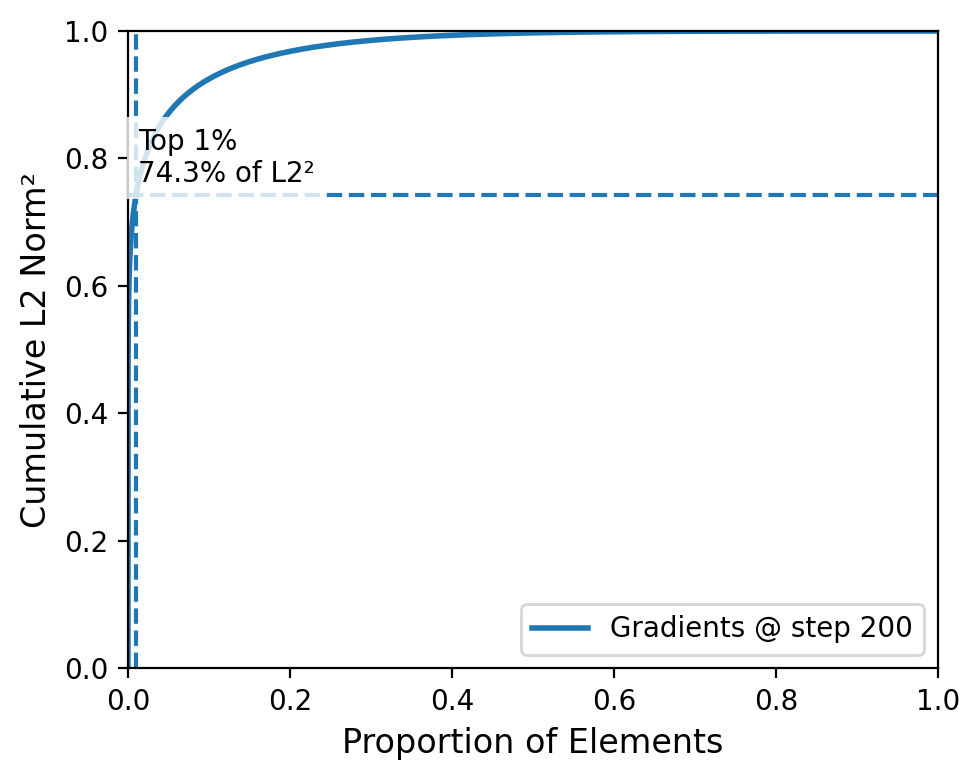 1.0
0.8
0.6
0.4
0.2
0.0
Cumulative L2 Norm²
Top 1%
74.3% of L2²
Gradients @ step 200
0.0 0.2 0.4 0.6 0.8 1.0
Proportion of Elements